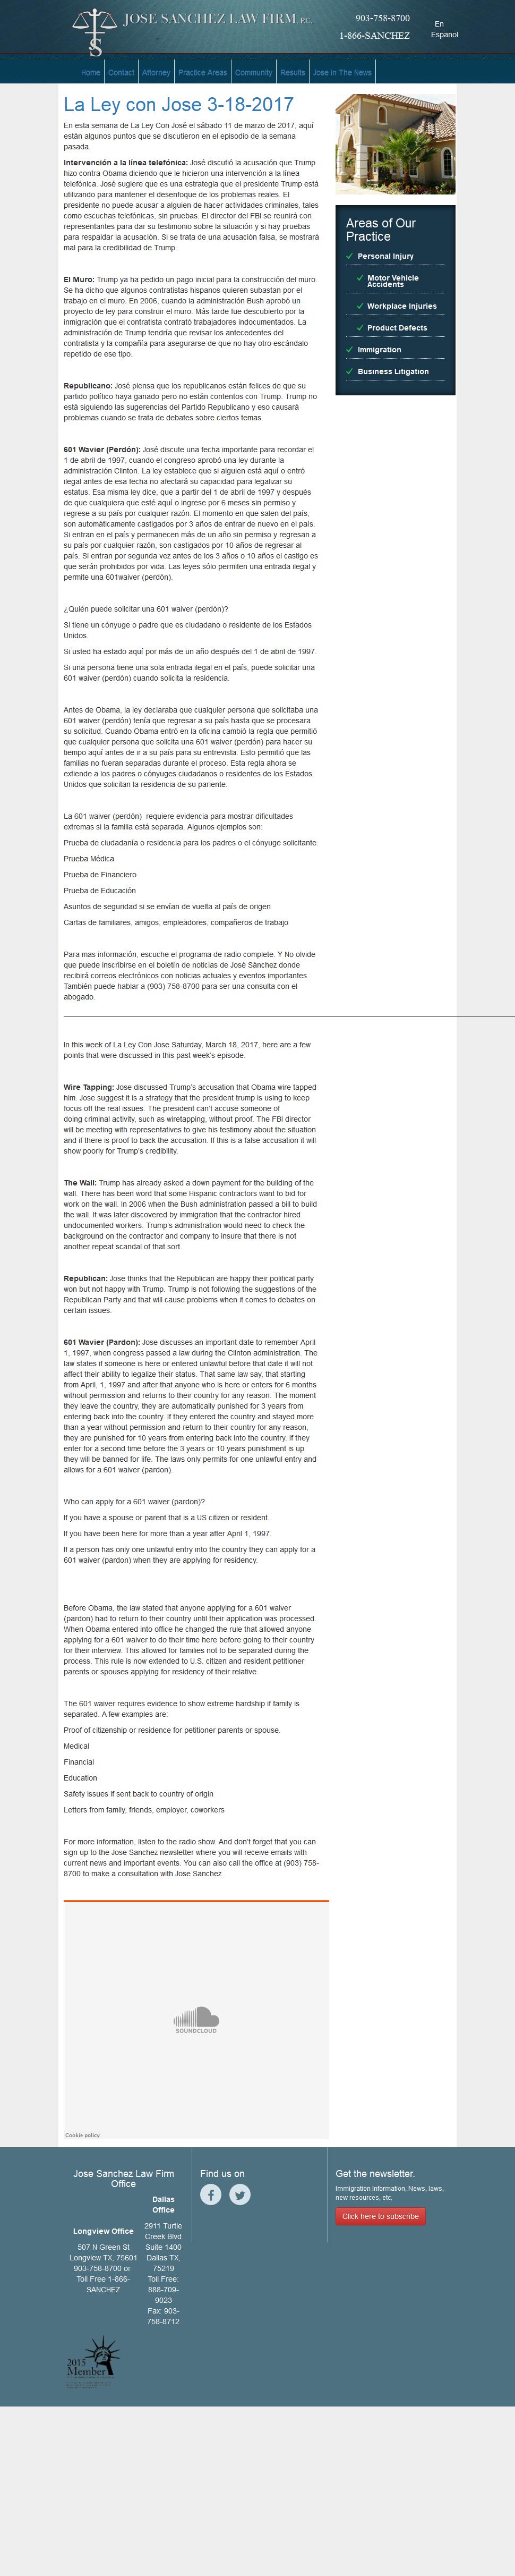 JOSE SANCHEZ LAW FIRM, P.C.
903-758-8700
1-866-SANCHEZ
En
Espanol
Home
Contact
Attorney
Practice Areas
Community
Results
Jose in The News
La Ley con Jose 3-18-2017
En esta semana de La Ley Con José el sábado 11 de marzo de 2017, aquí
están algunos puntos que se discutieron en el episodio de la semana
pasada.
Intervención a la línea telefónica: José discutió la acusación que Trump
hizo contra Obama diciendo que le hicieron una intervención a la línea
telefónica. José sugiere que es una estrategia que el presidente Trump está
utilizando para mantener el desenfoque de los problemas reales. El
presidente no puede acusar a alguien de hacer actividades criminales, tales
como escuchas telefónicas, sin pruebas. El director del FBI se reunirá con
representantes para dar su testimonio sobre la situación y si hay pruebas
para respaldar la acusación. Si se trata de una acusación falsa, se mostrará
mal para la credibilidad de Trump.
El Muro: Trump ya ha pedido un pago inicial para la construcción del muro.
Se ha dicho que algunos contratistas hispanos quieren subastar por el
trabajo en el muro. En 2006, cuando la administración Bush aprobó un
proyecto de ley para construir el muro. Más tarde fue descubierto por la
inmigración que el contratista contrató trabajadores indocumentados. La
administración de Trump tendría que revisar los antecedentes del
contratista y la compañía para asegurarse de que no hay otro escándalo
repetido de ese tipo.
Republicano: José piensa que los republicanos están felices de que su
partido político haya ganado pero no están contentos con Trump. Trump no
está siguiendo las sugerencias del Partido Republicano y eso causará
problemas cuando se trata de debates sobre ciertos temas.
601 Wavier (Perdón): José discute una fecha importante para recordar el
1 de abril de 1997, cuando el congreso aprobó una ley durante la
administración Clinton. La ley establece que si alguien está aquí o entró
ilegal antes de esa fecha no afectará su capacidad para legalizar su
estatus. Esa misma ley dice, que a partir del 1 de abril de 1997 y después
de que cualquiera que esté aquí o ingrese por 6 meses sin permiso y
regrese a su país por cualquier razón. El momento en que salen del país,
son automáticamente castigados por 3 años de entrar de nuevo en el país.
Si entran en el país y permanecen más de un año sin permiso y regresan a
su país por cualquier razón, son castigados por 10 años de regresar al
país. Si entran por segunda vez antes de los 3 años o 10 años el castigo es
que serán prohibidos por vida. Las leyes sólo permiten una entrada ilegal y
permite una 601waiver (perdón).
¿Quién puede solicitar una 601 waiver (perdón)?
Si tiene un cónyuge o padre que es ciudadano o residente de los Estados
Unidos.
Si usted ha estado aquí por más de un año después del 1 de abril de 1997.
Si una persona tiene una sola entrada ilegal en el país, puede solicitar una
601 waiver (perdón) cuando solicita la residencia.
Antes de Obama, la ley declaraba que cualquier persona que solicitaba una
601 waiver (perdón) tenía que regresar a su país hasta que se procesara
su solicitud. Cuando Obama entró en la oficina cambió la regla que permitió
que cualquier persona que solicita una 601 waiver (perdón) para hacer su
tiempo aquí antes de ir a su país para su entrevista. Esto permitió que las
familias no fueran separadas durante el proceso. Esta regla ahora se
extiende a los padres o cónyuges ciudadanos o residentes de los Estados
Unidos que solicitan la residencia de su pariente.
La 601 waiver (perdón)  requiere evidencia para mostrar dificultades
extremas si la familia está separada. Algunos ejemplos son:
Prueba de ciudadanía o residencia para los padres o el cónyuge solicitante.
Prueba Médica
Prueba de Financiero
Prueba de Educación
Asuntos de seguridad si se envían de vuelta al país de origen
Cartas de familiares, amigos, empleadores, compañeros de trabajo
Para mas información, escuche el programa de radio complete. Y No olvide
que puede inscribirse en el boletín de noticias de José Sánchez donde
recibirá correos electrónicos con noticias actuales y eventos importantes.
También puede hablar a (903) 758-8700 para ser una consulta con el
abogado.
In this week of La Ley Con Jose Saturday, March 18, 2017, here are a few
points that were discussed in this past week's episode.
Wire Tapping: Jose discussed Trump's accusation that Obama wire tapped
him. Jose suggest it is a strategy that the president trump is using to keep
focus off the real issues. The president can't accuse someone of
doing criminal activity, such as wiretapping, without proof. The FBI director
will be meeting with representatives to give his testimony about the situation
and if there is proof to back the accusation. If this is a false accusation it will
show poorly for Trump's credibility.
The Wall: Trump has already asked a down payment for the building of the
wall. There has been word that some Hispanic contractors want to bid for
work on the wall. In 2006 when the Bush administration passed a bill to build
the wall. It was later discovered by immigration that the contractor hired
undocumented workers. Trump's administration would need to check the
background on the contractor and company to insure that there is not
another repeat scandal of that sort.
Republican: Jose thinks that the Republican are happy their political party
won but not happy with Trump. Trump is not following the suggestions of the
Republican Party and that will cause problems when it comes to debates on
certain issues.
601 Wavier (Pardon): Jose discusses an important date to remember April
1, 1997, when congress passed a law during the Clinton administration. The
law states if someone is here or entered unlawful before that date it will not
affect their ability to legalize their status. That same law say, that starting
from April, 1, 1997 and after that anyone who is here or enters for 6 months
without permission and returns to their country for any reason. The moment
they leave the country, they are automatically punished for 3 years from
entering back into the country. If they entered the country and stayed more
than a year without permission and return to their country for any reason,
they are punished for 10 years from entering back into the country. If they
enter for a second time before the 3 years or 10 years punishment is up
they will be banned for life. The laws only permits for one unlawful entry and
allows for a 601 waiver (pardon).
Who can apply for a 601 waiver (pardon)?
If you have a spouse or parent that is a US citizen or resident.
If you have been here for more than a year after April 1, 1997.
If a person has only one unlawful entry into the country they can apply for a
601 waiver (pardon) when they are applying for residency.
Before Obama, the law stated that anyone applying for a 601 waiver
(pardon) had to return to their country until their application was processed.
When Obama entered into office he changed the rule that allowed anyone
applying for a 601 waiver to do their time here before going to their country
for their interview. This allowed for families not to be separated during the
process. This rule is now extended to U.S. citizen and resident petitioner
parents or spouses applying for residency of their relative.
The 601 waiver requires evidence to show extreme hardship if family is
separated. A few examples are:
Proof of citizenship or residence for petitioner parents or spouse.
Medical
Financial
Education
Safety issues if sent back to country of origin
Letters from family, friends, employer, coworkers
For more information, listen to the radio show. And don't forget that you can
sign up to the Jose Sanchez newsletter where you will receive emails with
current news and important events. You can also call the office at (903) 758-
8700 to make a consultation with Jose Sanchez.
SOUNDCLOUD
Cookie policy
Areas of Our
Practice
Personal Injury
Motor Vehicle
Accidents
Workplace Injuries
Product Defects
Immigration
Business Litigation
Jose Sanchez Law Firm
Office
Longview Office
507 N Green St
Longview TX, 75601
903-758-8700 or
Toll Free 1-866-
SANCHEZ
Dallas
Office
2911 Turtle
Creek Blvd
Suite 1400
Dallas TX,
75219
Toll Free:
888-709-
9023
Fax: 903-
758-8712
2015
Member
Find us on
Get the newsletter.
Immigration Information, News, laws,
new resources, etc.
Click here to subscribe